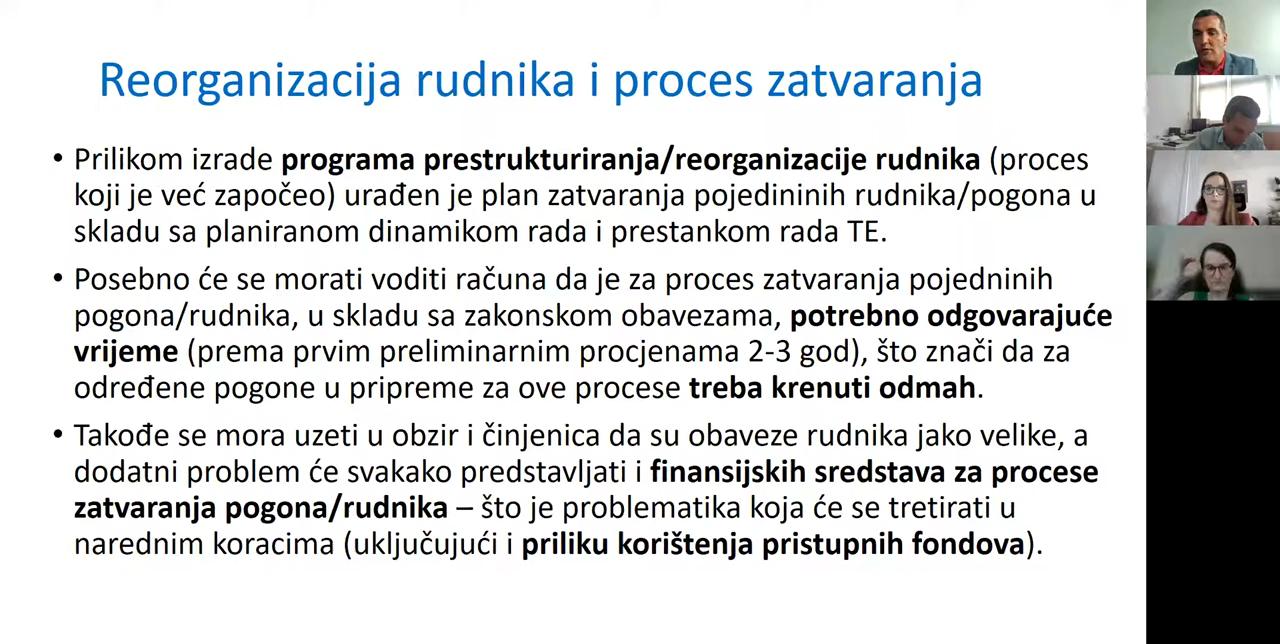 Reorganizacija rudnika i proces zatvaranja
• Prilikom izrade programa prestrukturiranja/reorganizacije rudnika (proces
koji je već započeo) urađen je plan zatvaranja pojedininih rudnika/pogona u
skladu sa planiranom dinamikom rada i prestankom rada TE.
• Posebno će se morati voditi računa da je za proces zatvaranja pojedninih
pogona/rudnika, u skladu sa zakonskom obavezama, potrebno odgovarajuće
vrijeme (prema prvim preliminarnim procjenama 2-3 god), što znači da za
određene pogone u pripreme za ove procese treba krenuti odmah.
• Takođe se mora uzeti u obzir i činjenica da su obaveze rudnika jako velike, a
dodatni problem će svakako predstavljati i finansijskih sredstava za procese
zatvaranja pogona/rudnika – što je problematika koja će se tretirati u
narednim koracima (uključujući i priliku korištenja pristupnih fondova).